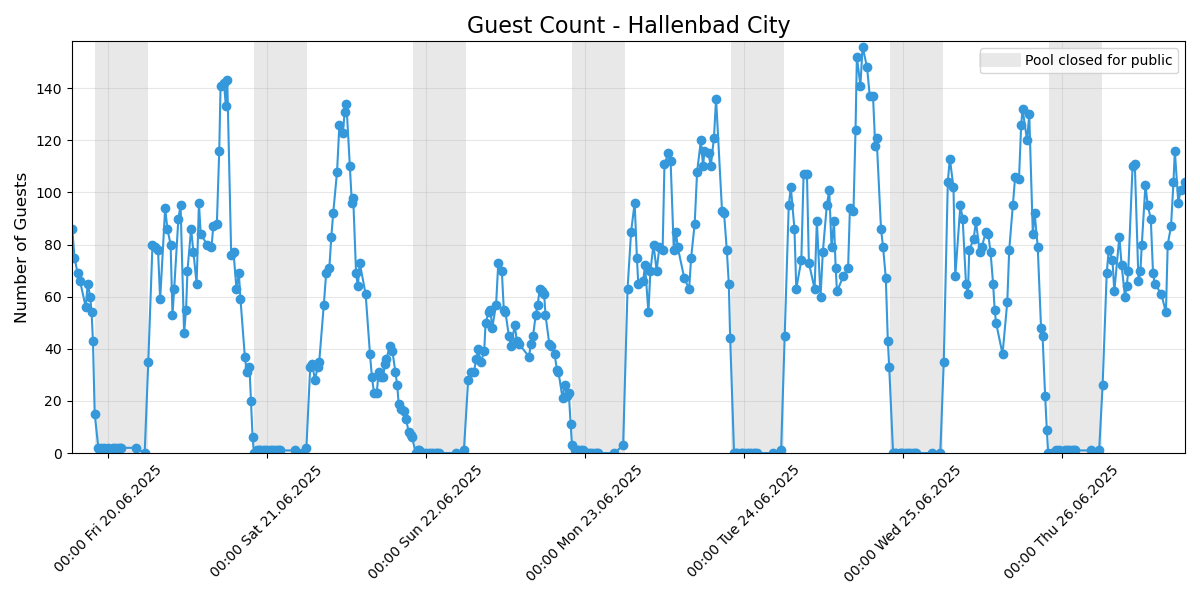 Guest Count - Hallenbad City
Pool closed for public
Number of Guests
140
120
100
80
60
40
20
0
00:00 Fri 20.06.2025
00:00 Sat 21.06.2025
00:00 Sun 22.06.2025
00:00 Mon 23.06.2025
00:00 Tue 24.06.2025
00:00 Wed 25.06.2025
00:00 Thu 26.06.2025